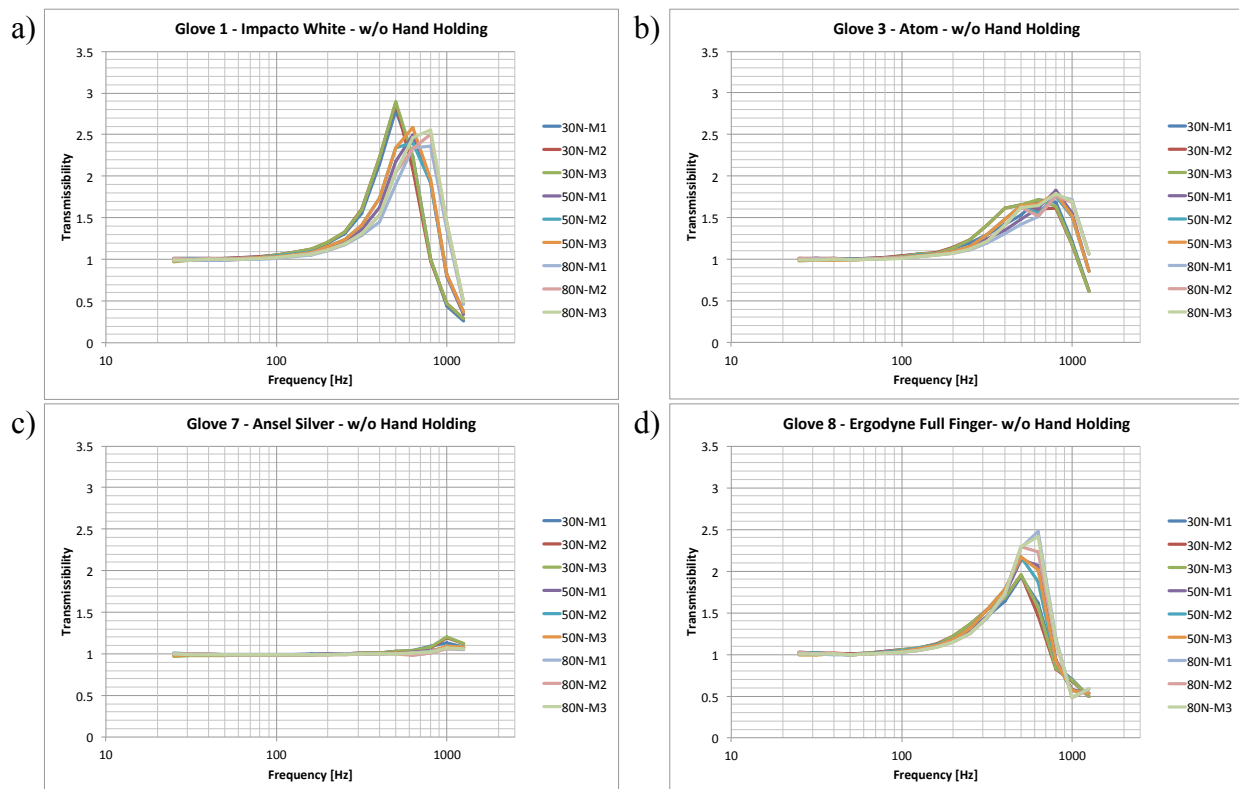 a)
Glove 1 - Impacto White - w/o Hand Holding
3.5
3
2.5
2
1.5
1
0.5
0
Transmissibility
10
100
1000
Frequency [Hz]
30N-M1
30N-M2
30N-M3
50N-M1
50N-M2
50N-M3
80N-M1
80N-M2
80N-M3
b)
Glove 3 - Atom - w/o Hand Holding
3.5
3
2.5
2
1.5
1
0.5
0
Transmissibility
10
100
1000
Frequency [Hz]
30N-M1
30N-M2
30N-M3
50N-M1
50N-M2
50N-M3
80N-M1
80N-M2
80N-M3
c)
Glove 7 - Ansel Silver - w/o Hand Holding
3.5
3
2.5
2
1.5
1
0.5
0
Transmissibility
10
100
1000
Frequency [Hz]
30N-M1
30N-M2
30N-M3
50N-M1
50N-M2
50N-M3
80N-M1
80N-M2
80N-M3
d)
Glove 8 - Ergodyne Full Finger- w/o Hand Holding
3.5
3
2.5
2
1.5
1
0.5
0
Transmissibility
10
100
1000
Frequency [Hz]
30N-M1
30N-M2
30N-M3
50N-M1
50N-M2
50N-M3
80N-M1
80N-M2
80N-M3